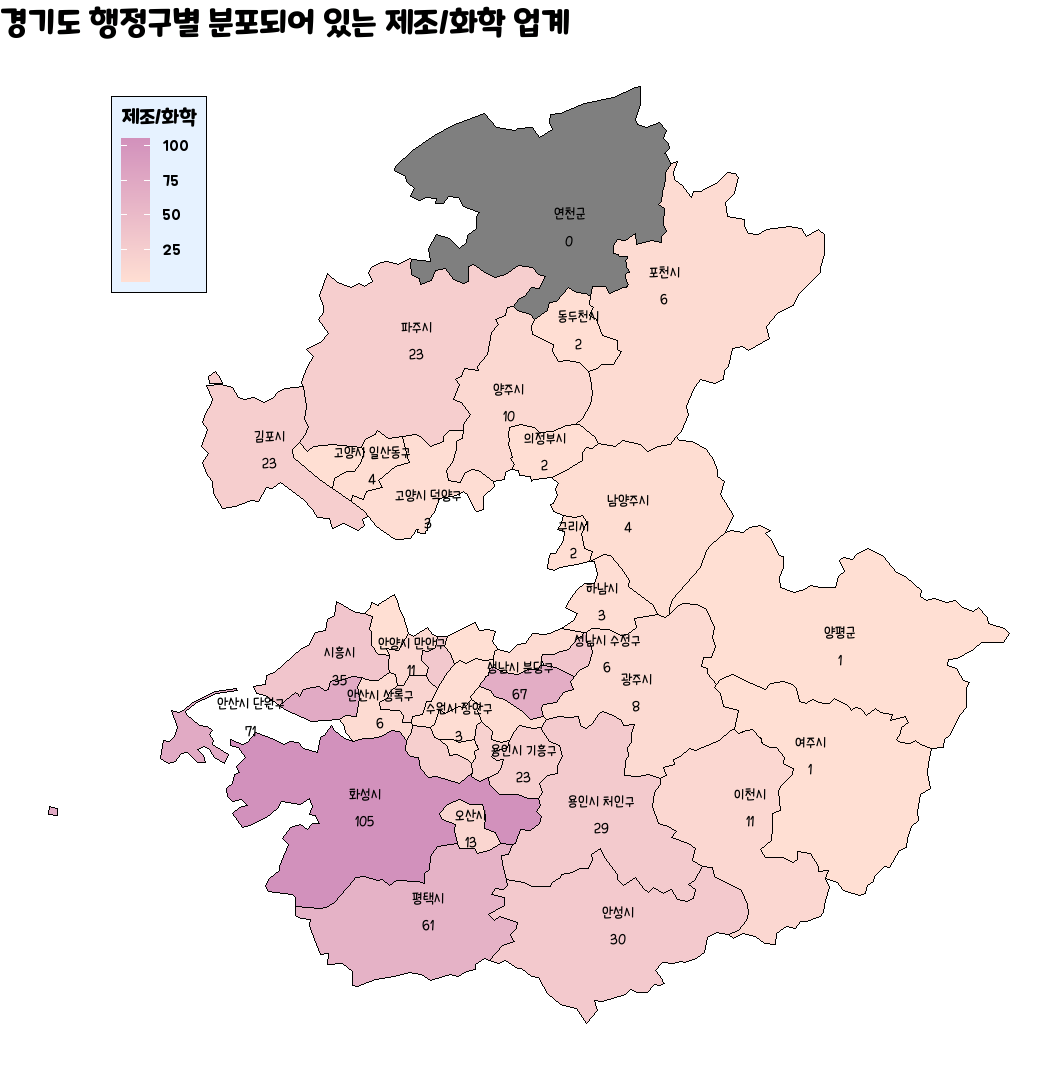 경기도 행정구별 분포되어 있는 제조/화학 업계
제조/화학
100
75
50
25
연천군
0
포천시
6
동두천시
2
파주시
23
양주시
10
김포시
23
의정부시
2
고양시 일산동구
4
고양시 덕양구
3
남양주시
4
구리시
2
하남시
3
양평군
1
성남시 수정구
6
안양시 만안구
11
시흥시
35
성남시 분당구
67
광주시
8
안산시 상록구
6
안산시 단원구
71
수원시 장안구
3
여주시
1
용인시 기흥구
23
화성시
105
용인시 처인구
29
이천시
11
오산시
13
평택시
61
안성시
30